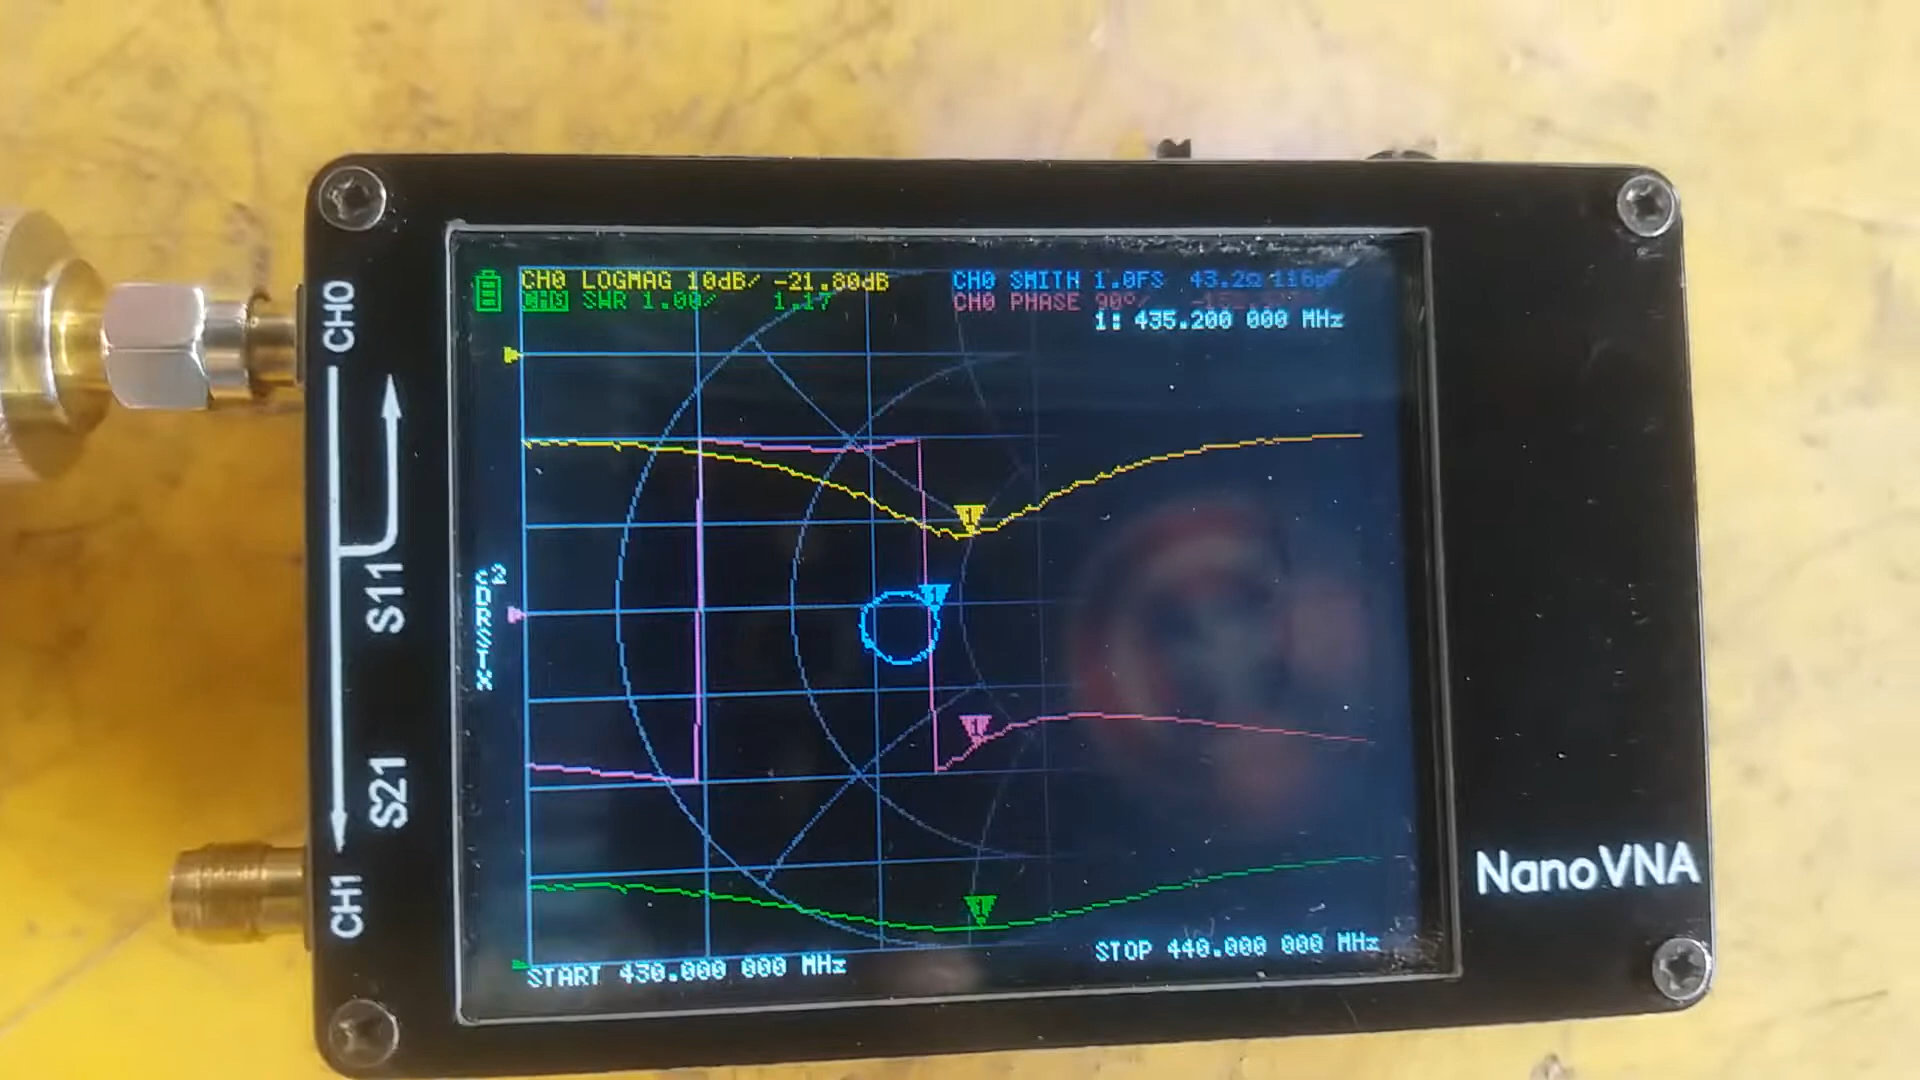 CH0 LOGMAG 10dB/ -21.80dB
CH0 SWR 1.00/ 1.17
CH0 SMITH 1.0FS 43.2Ω 116pF
CH0 PHASE 90°/
1: 435.200 000 MHz
START 430.000 000 MHz
STOP 440.000 000 MHz
CH0
S11
S21
CH1
NanoVNA